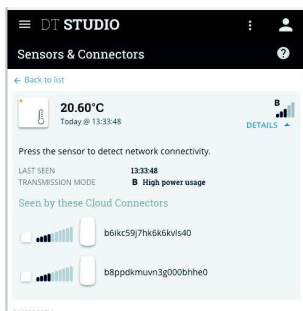 DT STUDIO
Sensors & Connectors
?
← Back to list
20.60°C
Today @ 13:33:48
B
DETAILS
Press the sensor to detect network connectivity.
LAST SEEN 13:33:48
TRANSMISSION MODE B High power usage
Seen by these Cloud Connectors
b6ikc59j7hk6k6kvls40
b8ppdkmuvn3g000bhhe0